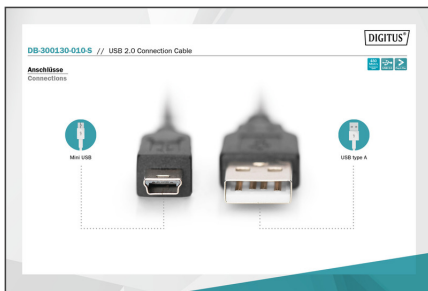 DIGITUS®
DB-300130-010-S // USB 2.0 Connection Cable
Anschlüsse
Connections
Mini USB
USB type A